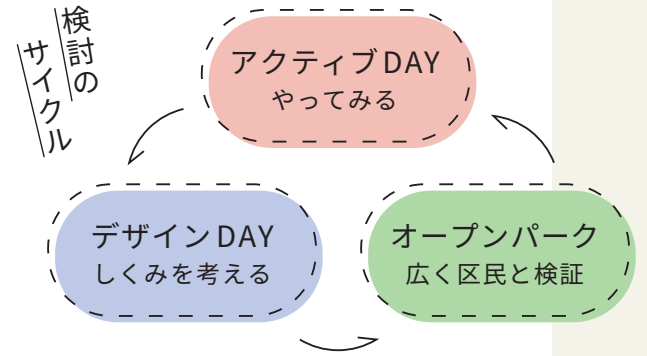 検討の
サイクル
アクティブDAY
やってみる
デザインDAY
しくみを考える
オープンパーク
広く区民と検証